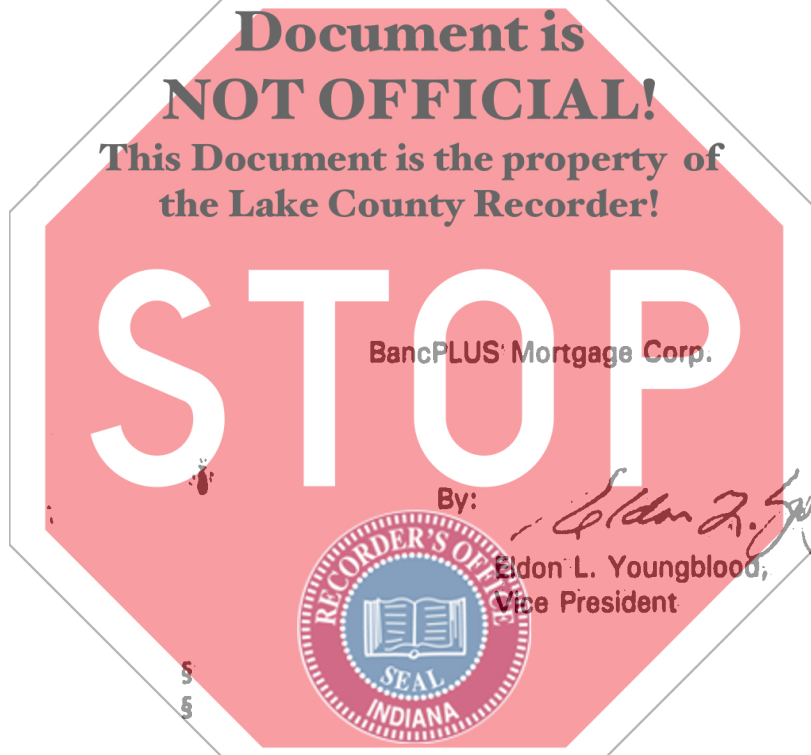 Document is
NOT OFFICIAL!
This Document is the property of
the Lake County Recorder!
STOP
BancPLUS Mortgage Corp.
By: Eldon L.
Eldon L. Youngblood,
Vice President
RECORDER'S OFFICE
SEAL
INDIANA
§
§